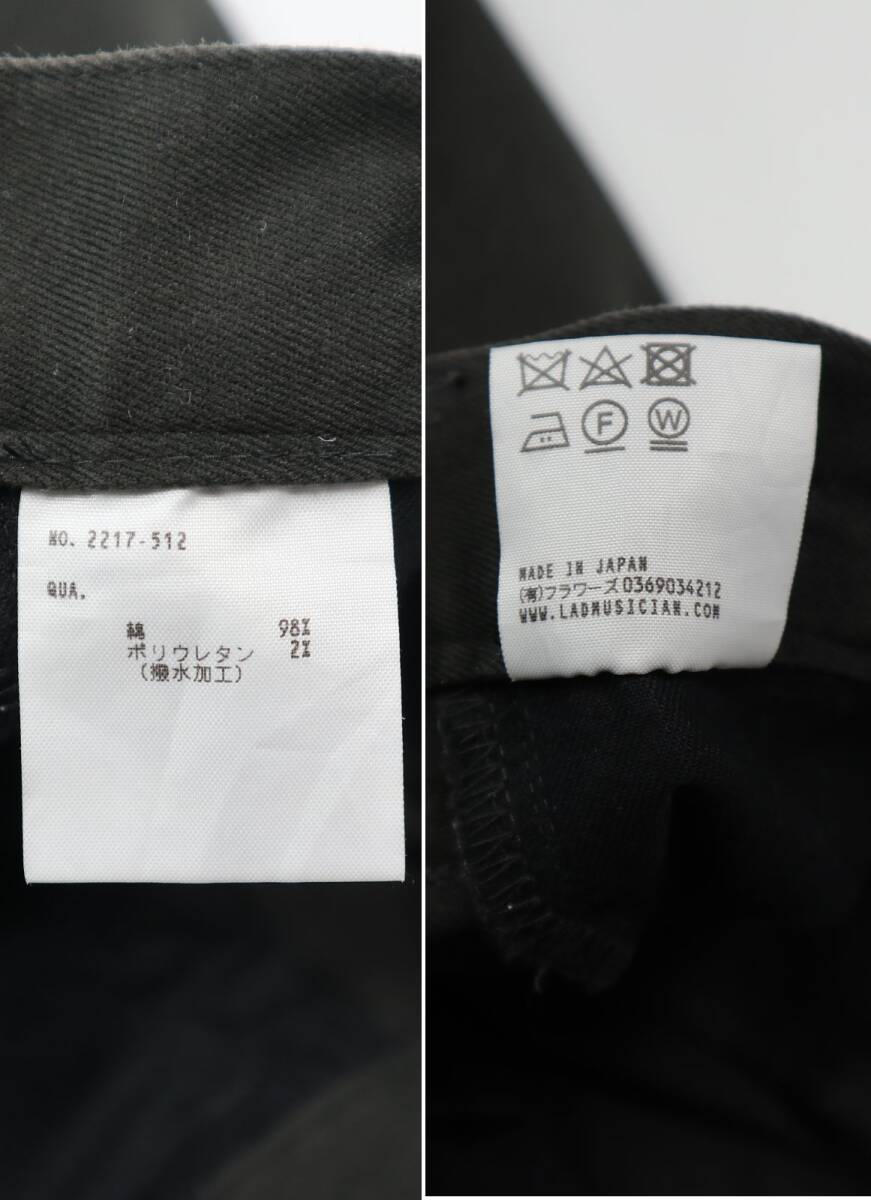 NO. 2217-512
QUA.
綿 98%
ポリウレタン 2%
(撥水加工)
F W
MADE IN JAPAN
(有)フラワーズ0369034212
WWW.LADMUSICIAN.COM